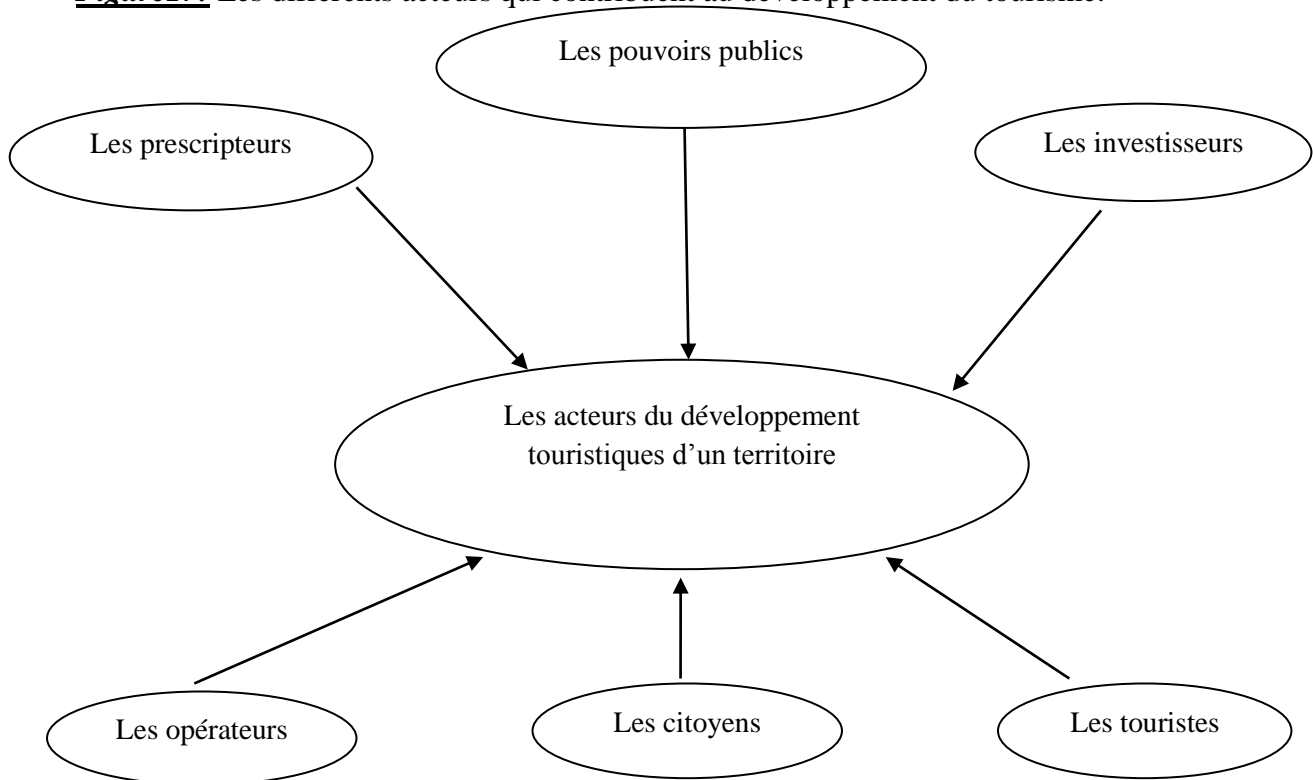 Les différents acteurs qui contribuent au développement du tourisme.
Les pouvoirs publics
Les prescripteurs
Les investisseurs
Les acteurs du développement
touristiques d’un territoire
Les opérateurs
Les citoyens
Les touristes